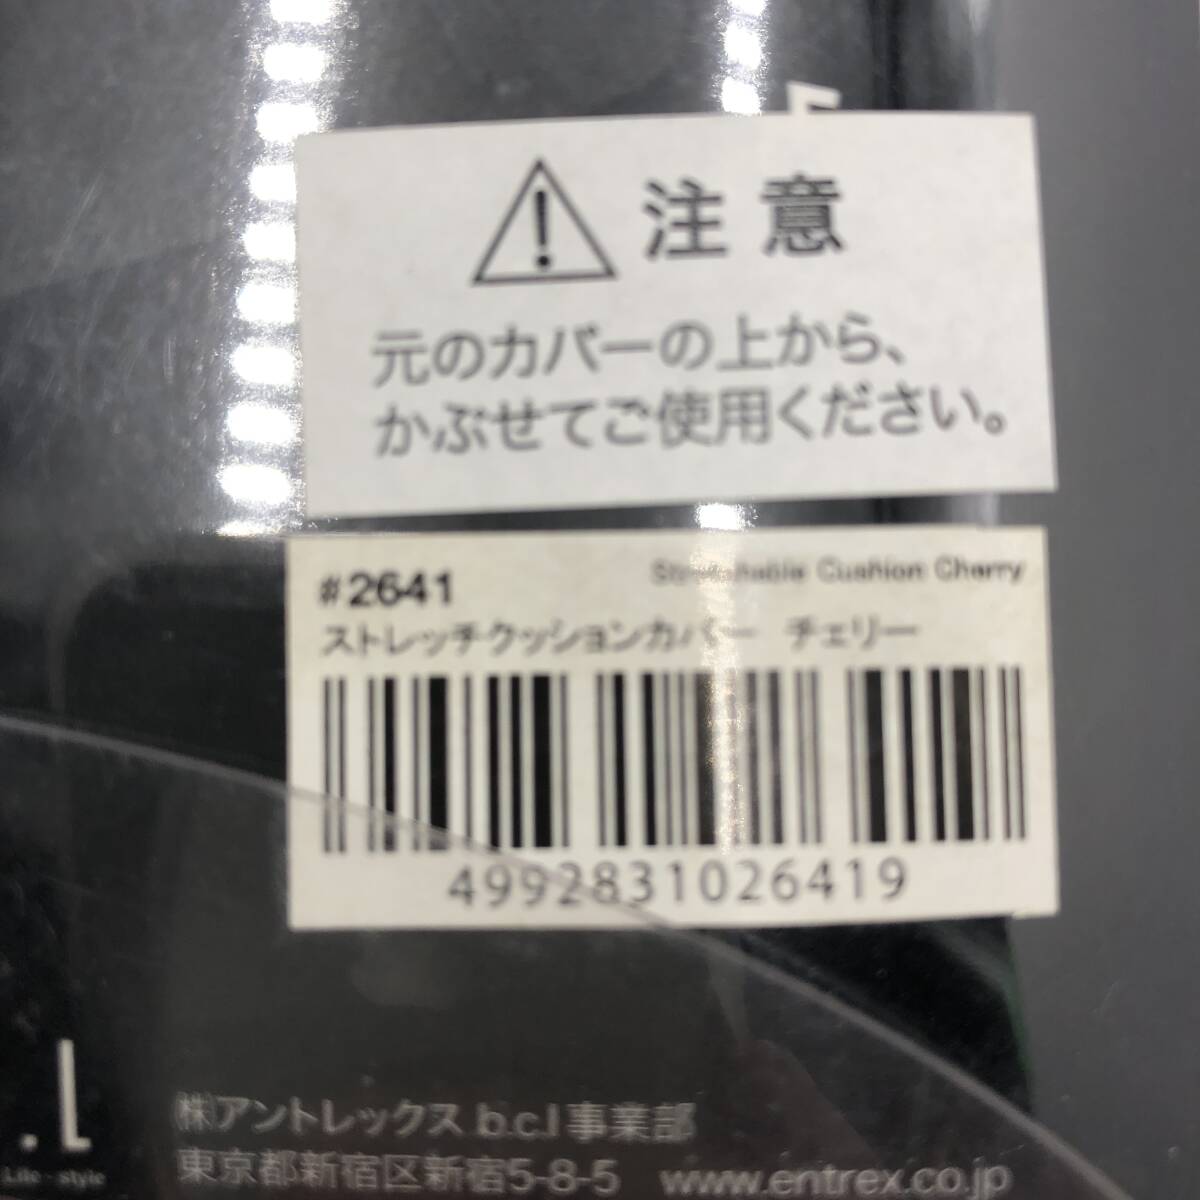 注意
元のカバーの上から、
かぶせてご使用ください。
#2641
Cushion Cherry
ストレッチクッションカバー チェリー
4992831026419
.L
Life-style
㈱アントレックス b.c.l 事業部
東京都新宿区新宿5-8-5 www.entrex.co.jp